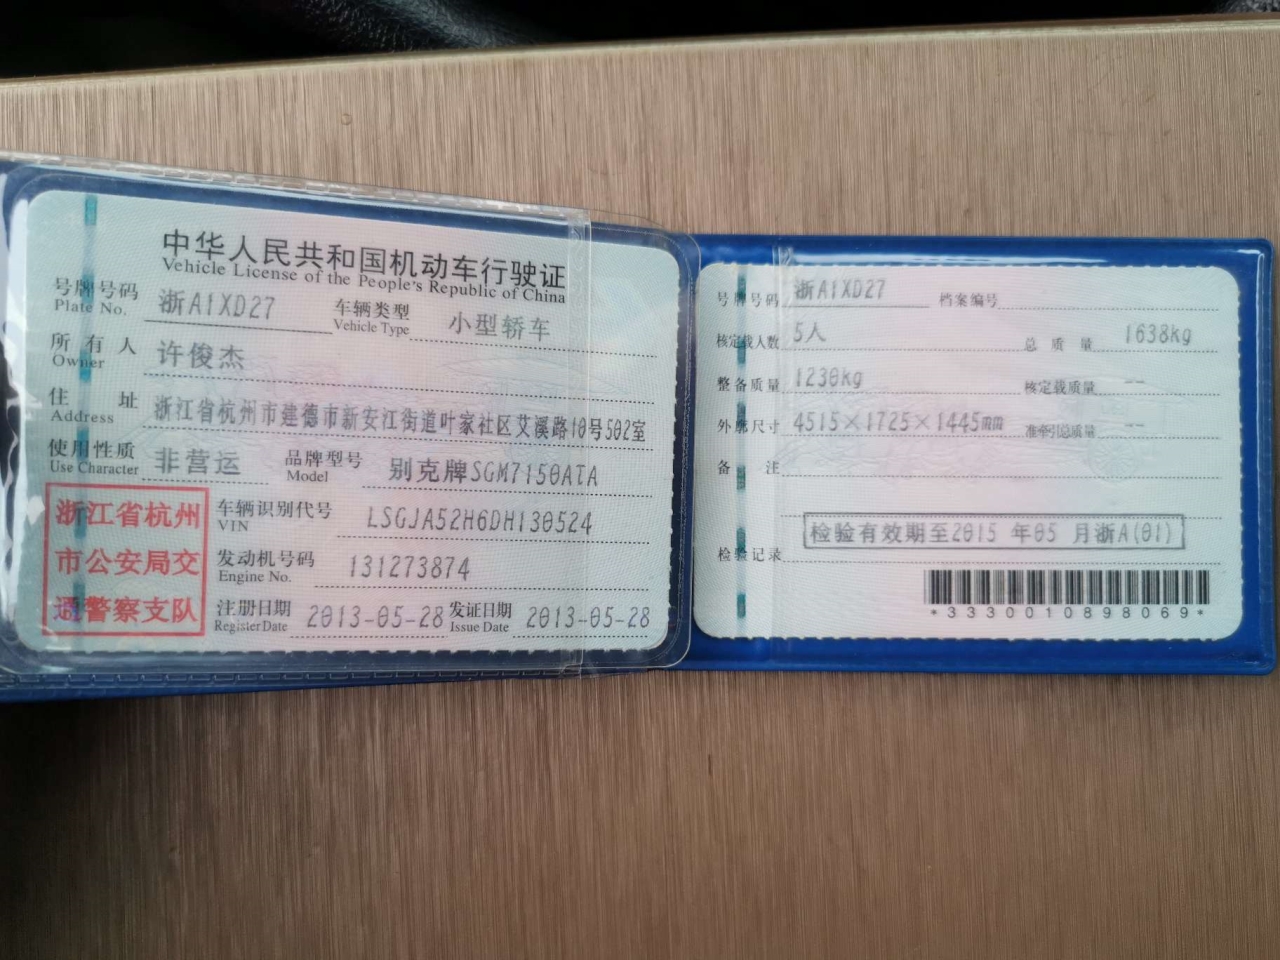 中华人民共和国机动车行驶证
Vehicle License of the People's Republic of China
号牌号码 浙A1XD27 车辆类型 小型轿车
Plate No. Vehicle Type
所有人 许俊杰
Owner
住址 浙江省杭州市建德市新安江街道叶家社区艾溪路10号502室
Address
使用性质 非营运 品牌型号 别克牌SGM7150ATA
Use Character Model
浙江省杭州
市公安局交
通警察支队
车辆识别代号 LSGJA52H6DH130524
VIN
发动机号码 131273874
Engine No.
注册日期 2013-05-28 发证日期 2013-05-28
Register Date Issue Date
号牌号码 浙A1XD27 档案编号
核定载人数 5人 总质量 1638kg
整备质量 1230kg 核定载质量 --
外廓尺寸 4515×1725×1445mm 准牵引总质量 --
备注
检验记录 检验有效期至2015 年05 月浙A(01)
*3330010898069*